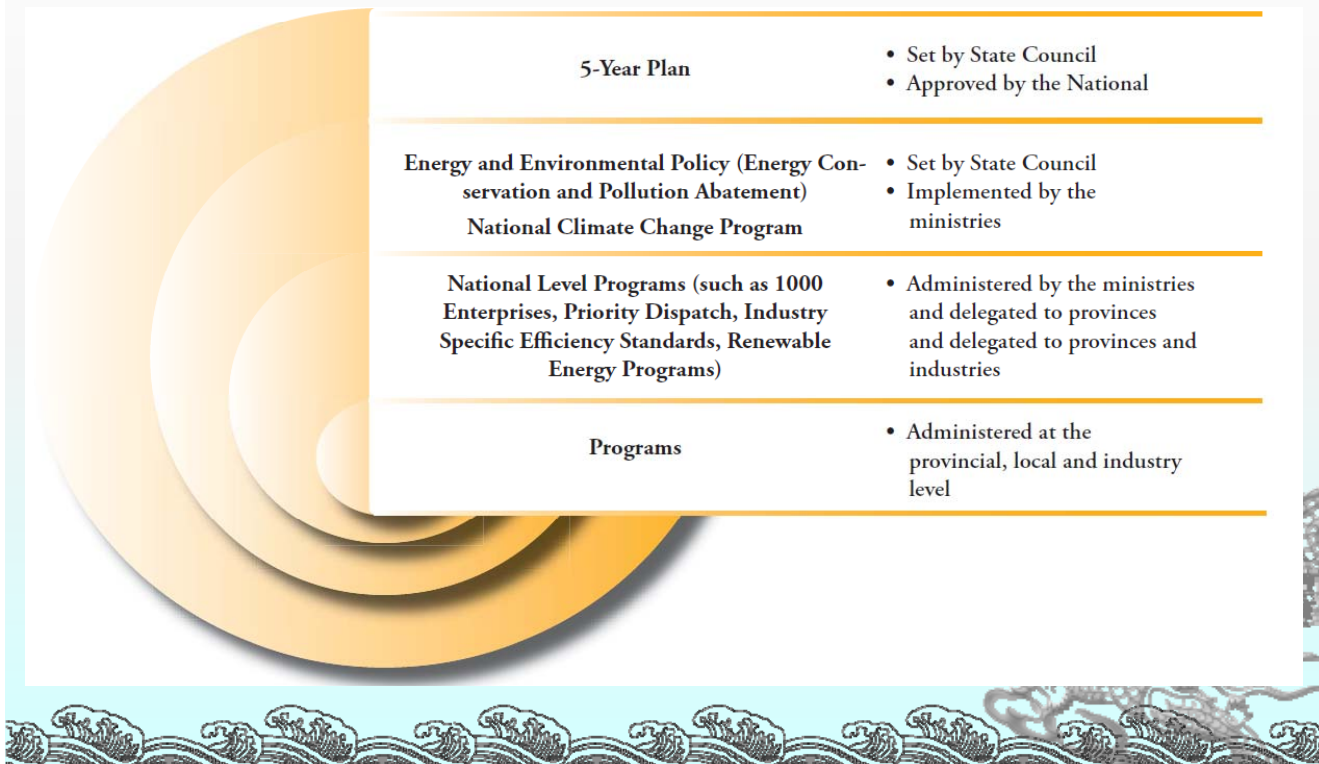 5-Year Plan
• Set by State Council
• Approved by the National
Energy and Environmental Policy (Energy Con-
servation and Pollution Abatement)
National Climate Change Program
• Set by State Council
• Implemented by the
ministries
National Level Programs (such as 1000
Enterprises, Priority Dispatch, Industry
Specific Efficiency Standards, Renewable
Energy Programs)
• Administered by the ministries
and delegated to provinces
and delegated to provinces and
industries
Programs
• Administered at the
provincial, local and industry
level